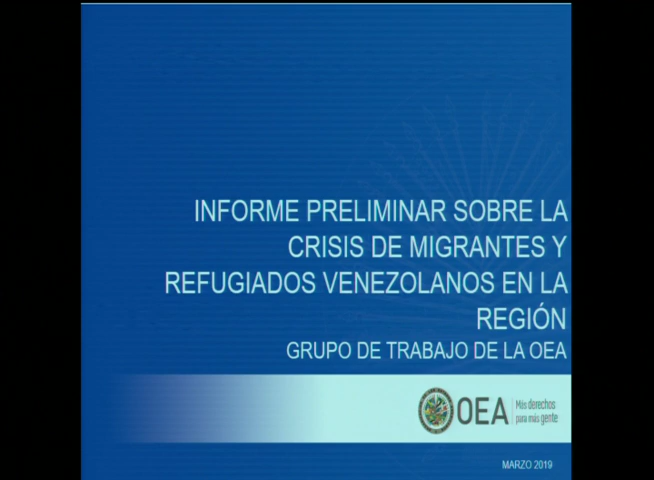 INFORME PRELIMINAR SOBRE LA
CRISIS DE MIGRANTES Y
REFUGIADOS VENEZOLANOS EN LA
REGIÓN
GRUPO DE TRABAJO DE LA OEA
OEA
Más derechos
para más gente
MARZO 2019